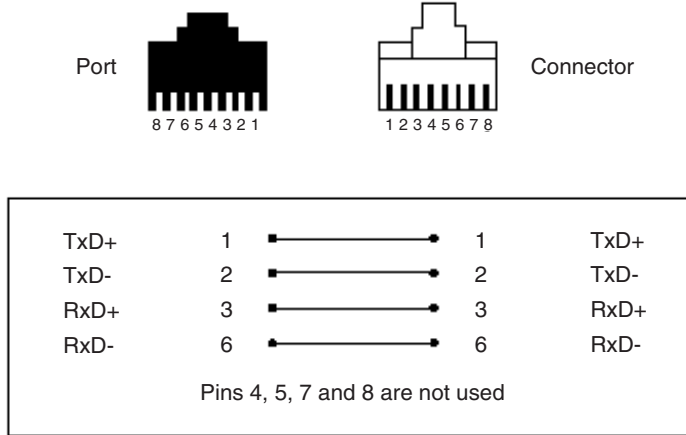 Port Connector
8 7 6 5 4 3 2 1 1 2 3 4 5 6 7 8
TxD+ 1 1 TxD+
TxD- 2 2 TxD-
RxD+ 3 3 RxD+
RxD- 6 6 RxD-
Pins 4, 5, 7 and 8 are not used